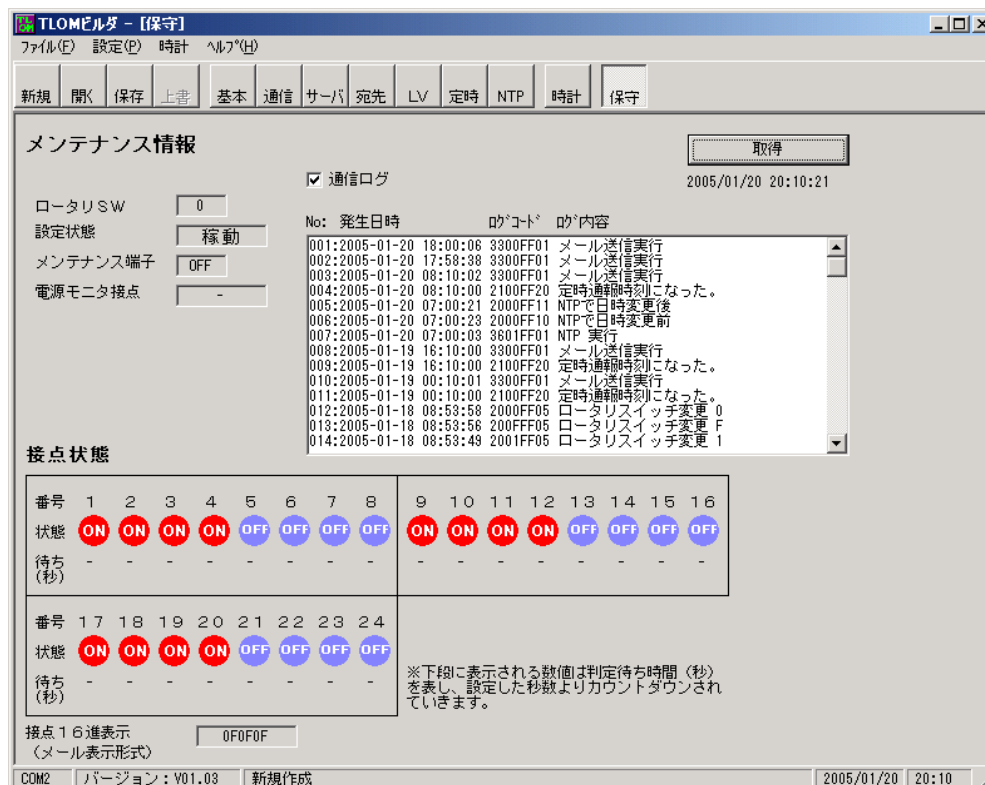 TLOMビルダ - [保守]
ファイル(F) 設定(P) 時計 ヘルプ(H)
新規 開く 保存 上書 基本 通信 サーバ 宛先 LV 定時 NTP 時計 保守
メンテナンス情報
取得
通信ログ
2005/01/20 20:10:21
ロータリSW 0
設定状態 稼動
メンテナンス端子 OFF
電源モニタ接点 -
No: 発生日時 ログコード ログ内容
001:2005-01-20 18:00:06 3300FF01 メール送信実行
002:2005-01-20 17:58:38 3300FF01 メール送信実行
003:2005-01-20 08:10:02 3300FF01 メール送信実行
004:2005-01-20 08:10:00 2100FF20 定時通報時刻になった。
005:2005-01-20 07:00:21 2000FF11 NTPで日時変更後
006:2005-01-20 07:00:23 2000FF10 NTPで日時変更前
007:2005-01-20 07:00:03 3601FF01 NTP 実行
008:2005-01-19 16:10:00 3300FF01 メール送信実行
009:2005-01-19 16:10:00 2100FF20 定時通報時刻になった。
010:2005-01-19 00:10:01 3300FF01 メール送信実行
011:2005-01-19 00:10:00 2100FF20 定時通報時刻になった。
012:2005-01-18 08:53:58 2000FF05 ロータリスイッチ変更 0
013:2005-01-18 08:53:56 200FFF05 ロータリスイッチ変更 F
014:2005-01-18 08:53:49 2001FF05 ロータリスイッチ変更 1
接点状態
番号 1 2 3 4 5 6 7 8 9 10 11 12 13 14 15 16
状態 ON ON ON ON OFF OFF OFF OFF ON ON ON ON OFF OFF OFF OFF
待ち(秒) - - - - - - - - - - - - - - - -
番号 17 18 19 20 21 22 23 24
状態 ON ON ON ON OFF OFF OFF OFF
待ち(秒) - - - - - - - -
※下段に表示される数値は判定待ち時間（秒）
を表し、設定した秒数よりカウントダウンされ
ていきます。
接点１６進表示 0F0F0F
（メール表示形式）
COM2 バージョン：V01.03 新規作成 2005/01/20 20:10